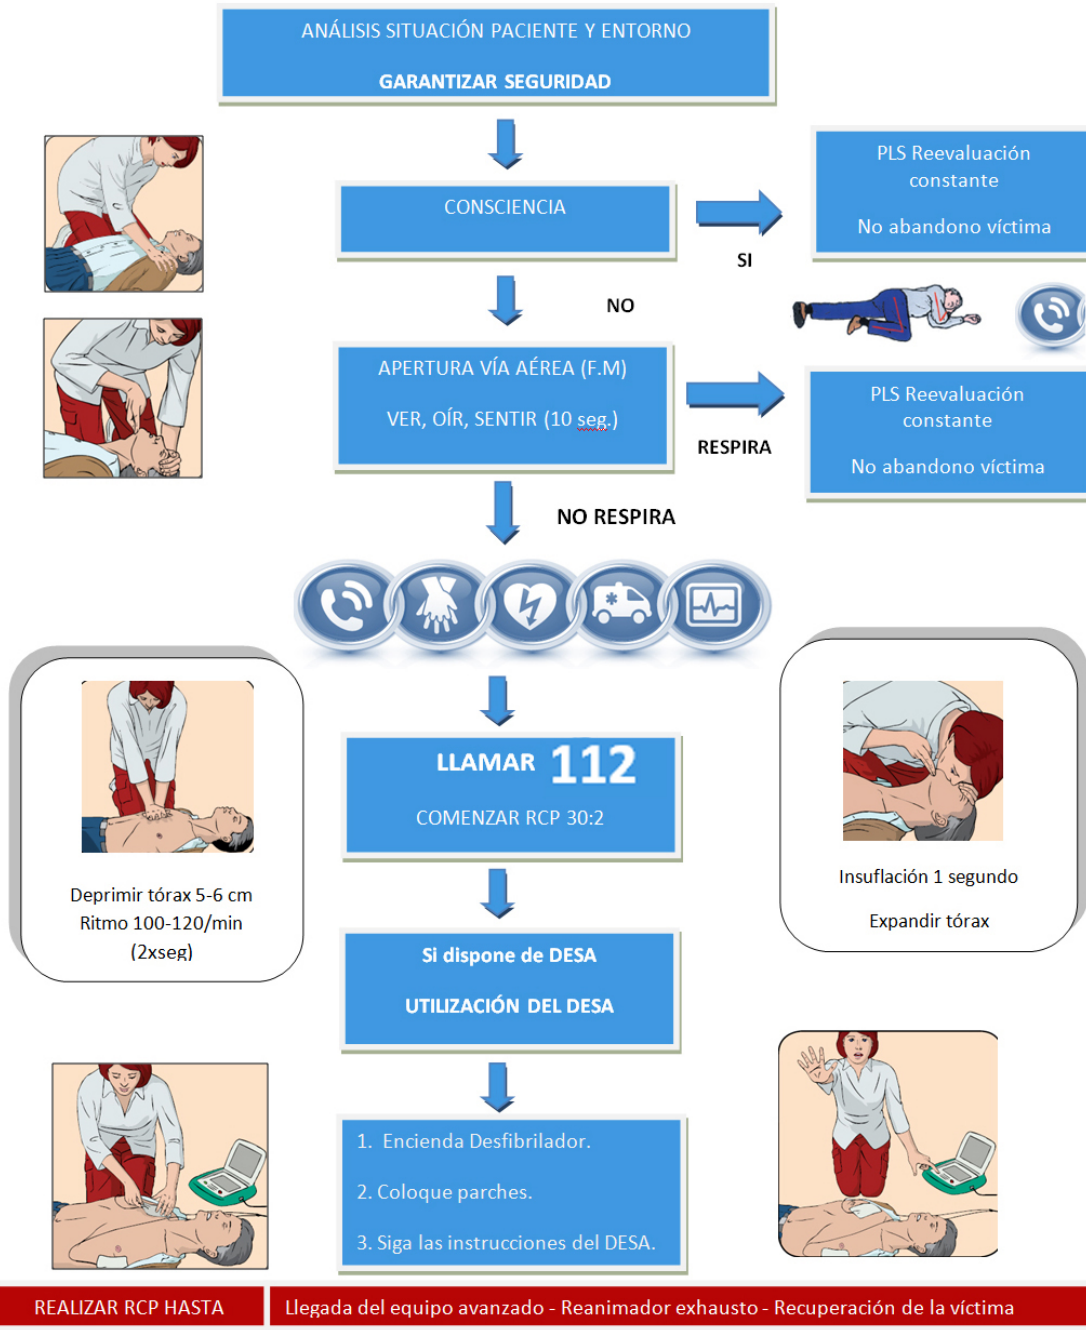 ANÁLISIS SITUACIÓN PACIENTE Y ENTORNO
GARANTIZAR SEGURIDAD
CONSCIENCIA
SI
PLS Reevaluación
constante
No abandono víctima
NO
APERTURA VÍA AÉREA (F.M)
VER, OÍR, SENTIR (10 seg.)
RESPIRA
PLS Reevaluación
constante
No abandono víctima
NO RESPIRA
LLAMAR 112
COMENZAR RCP 30:2
Deprimir tórax 5-6 cm
Ritmo 100-120/min
(2xseg)
Insuflación 1 segundo
Expandir tórax
Si dispone de DESA
UTILIZACIÓN DEL DESA
1. Encienda Desfibrilador.
2. Coloque parches.
3. Siga las instrucciones del DESA.
REALIZAR RCP HASTA
Llegada del equipo avanzado - Reanimador exhausto - Recuperación de la víctima